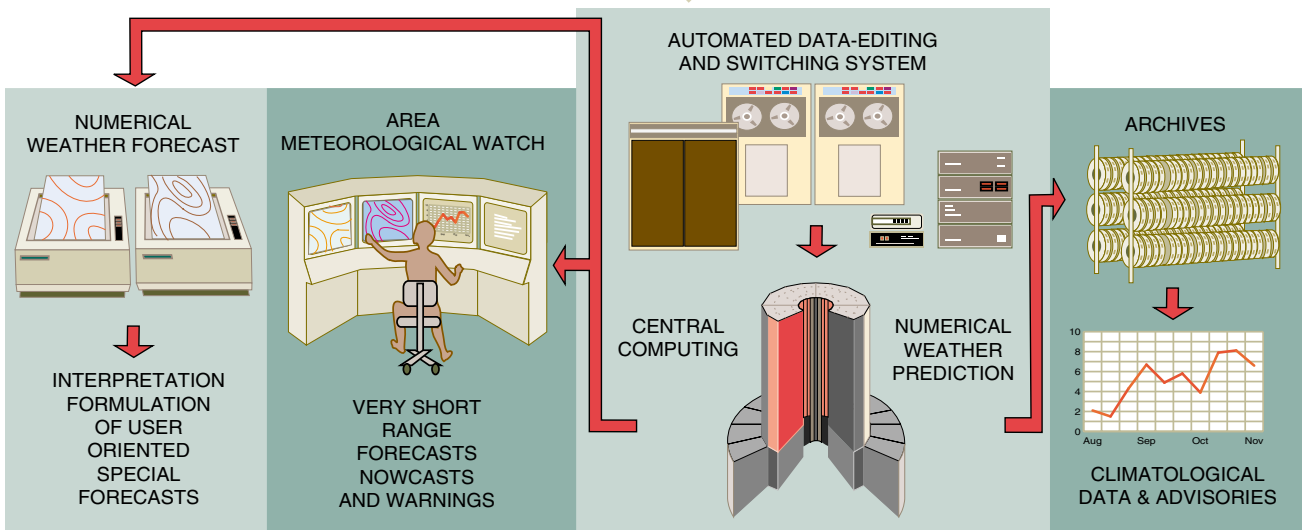 NUMERICAL
WEATHER FORECAST
INTERPRETATION
FORMULATION
OF USER
ORIENTED
SPECIAL
FORECASTS
AREA
METEOROLOGICAL WATCH
VERY SHORT
RANGE
FORECASTS
NOWCASTS
AND WARNINGS
AUTOMATED DATA-EDITING
AND SWITCHING SYSTEM
CENTRAL
COMPUTING
NUMERICAL
WEATHER
PREDICTION
ARCHIVES
10
8
6
4
2
0
Aug Sep Oct Nov
CLIMATOLOGICAL
DATA & ADVISORIES